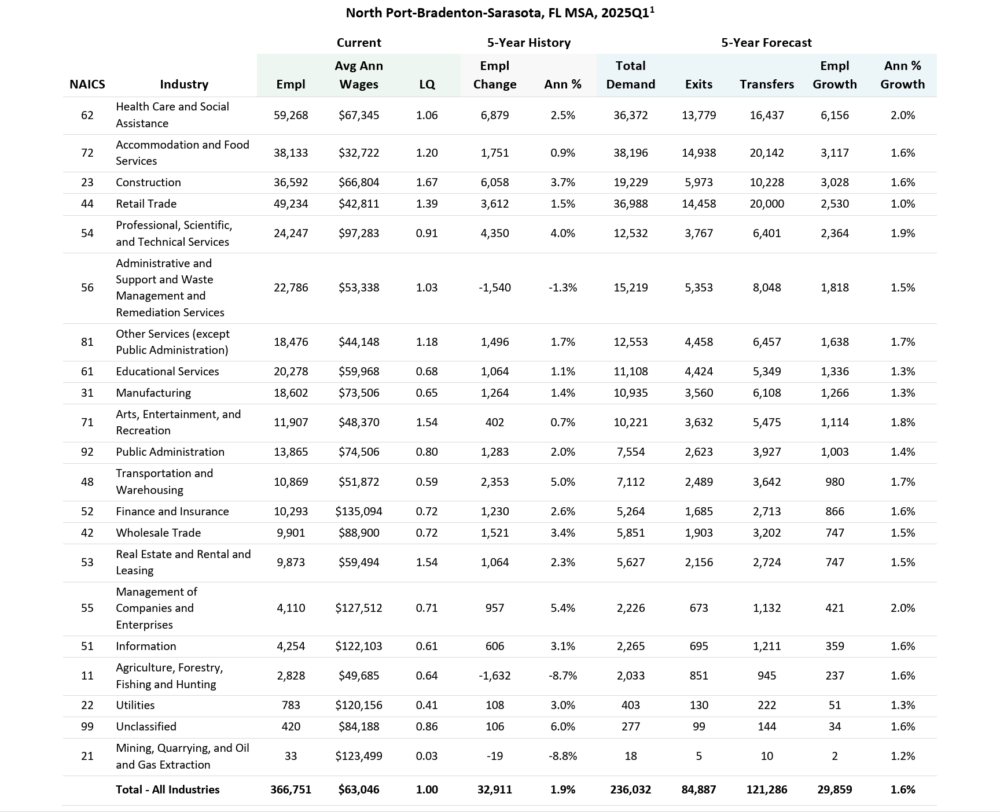 North Port-Bradenton-Sarasota, FL MSA, 2025Q1¹
Current 5-Year History 5-Year Forecast
Avg Ann Empl Total Empl Ann %
NAICS Industry Empl Wages LQ Change Ann % Demand Exits Transfers Growth Growth
Health Care and Social
62 59,268 $67,345 1.06 6,879 2.5% 36,372 13,779 16,437 6,156 2.0%
Assistance
Accommodation and Food
72 38,133 $32,722 1.20 1,751 0.9% 38,196 14,938 20,142 3,117 1.6%
Services
23 Construction 36,592 $66,804 1.67 6,058 3.7% 19,229 5,973 10,228 3,028 1.6%
44 Retail Trade 49,234 $42,811 1.39 3,612 1.5% 36,988 14,458 20,000 2,530 1.0%
Professional, Scientific,
54 24,247 $97,283 0.91 4,350 4.0% 12,532 3,767 6,401 2,364 1.9%
and Technical Services
Administrative and
Support and Waste
56 22,786 $53,338 1.03 -1,540 -1.3% 15,219 5,353 8,048 1,818 1.5%
Management and
Remediation Services
Other Services (except
81 18,476 $44,148 1.18 1,496 1.7% 12,553 4,458 6,457 1,638 1.7%
Public Administration)
61 Educational Services 20,278 $59,968 0.68 1,064 1.1% 11,108 4,424 5,349 1,336 1.3%
31 Manufacturing 18,602 $73,506 0.65 1,264 1.4% 10,935 3,560 6,108 1,266 1.3%
Arts, Entertainment, and
71 11,907 $48,370 1.54 402 0.7% 10,221 3,632 5,475 1,114 1.8%
Recreation
92 Public Administration 13,865 $74,506 0.80 1,283 2.0% 7,554 2,623 3,927 1,003 1.4%
Transportation and
48 10,869 $51,872 0.59 2,353 5.0% 7,112 2,489 3,642 980 1.7%
Warehousing
52 Finance and Insurance 10,293 $135,094 0.72 1,230 2.6% 5,264 1,685 2,713 866 1.6%
42 Wholesale Trade 9,901 $88,900 0.72 1,521 3.4% 5,851 1,903 3,202 747 1.5%
Real Estate and Rental and
53 9,873 $59,494 1.54 1,064 2.3% 5,627 2,156 2,724 747 1.5%
Leasing
Management of
55 Companies and 4,110 $127,512 0.71 957 5.4% 2,226 673 1,132 421 2.0%
Enterprises
51 Information 4,254 $122,103 0.61 606 3.1% 2,265 695 1,211 359 1.6%
Agriculture, Forestry,
11 2,828 $49,685 0.64 -1,632 -8.7% 2,033 851 945 237 1.6%
Fishing and Hunting
22 Utilities 783 $120,156 0.41 108 3.0% 403 130 222 51 1.3%
99 Unclassified 420 $84,188 0.86 106 6.0% 277 99 144 34 1.6%
Mining, Quarrying, and Oil
21 33 $123,499 0.03 -19 -8.8% 18 5 10 2 1.2%
and Gas Extraction
Total - All Industries 366,751 $63,046 1.00 32,911 1.9% 236,032 84,887 121,286 29,859 1.6%